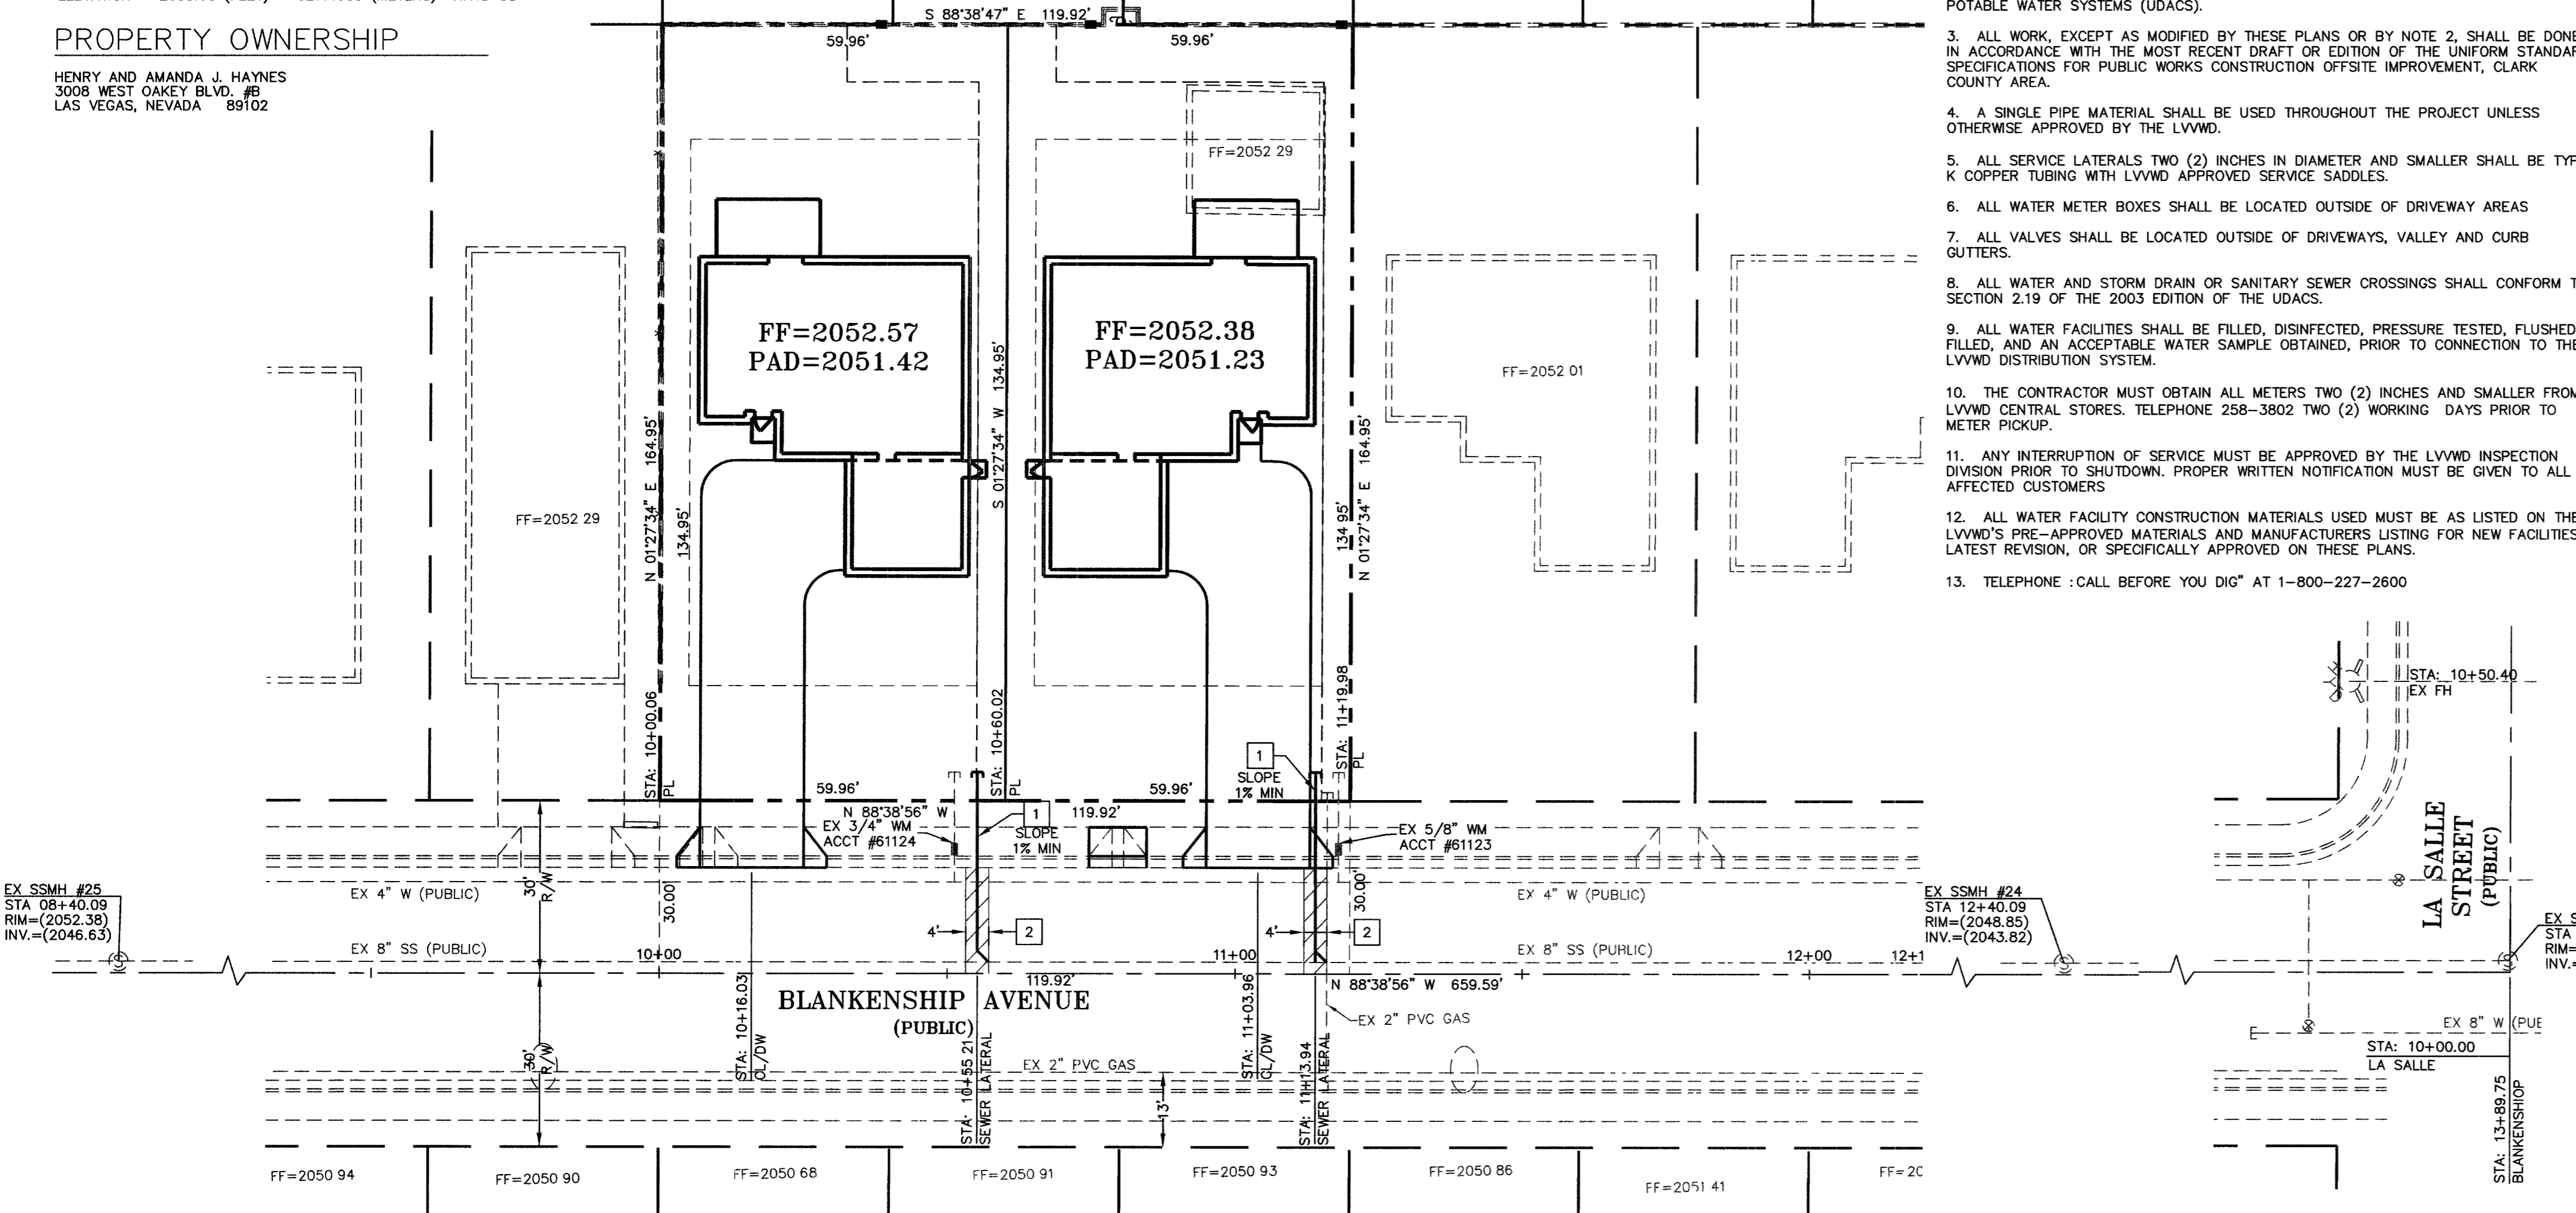 PROPERTY OWNERSHIP
HENRY AND AMANDA J. HAYNES
3008 WEST OAKEY BLVD. #B
LAS VEGAS, NEVADA 89102
S 88°38'47" E 119.92'
59.96'
59.96'
FF=2052 29
FF=2052.57
PAD=2051.42
FF=2052.38
PAD=2051.23
FF=2052 29
FF=2052 01
N 01°27'34" E 164.95'
134.95'
S 01°27'34" W 134.95'
134 95'
N 01°27'34" E 164.95'
STA: 10+00.06
PL
STA: 10+60.02
PL
STA: 11+19.98
PL
1
SLOPE
1% MIN
59.96'
59.96'
N 88°38'56" W 119.92'
EX 3/4" WM
ACCT #61124
1
SLOPE
1% MIN
EX 5/8" WM
ACCT #61123
EX SSMH #25
STA 08+40.09
RIM=(2052.38)
INV.=(2046.63)
30'
R/W
EX 4" W (PUBLIC)
30.00'
EX 4" W (PUBLIC)
30.00'
4'
2
4'
2
EX 8" SS (PUBLIC)
10+00
11+00
EX 8" SS (PUBLIC)
12+00
12+1
EX SSMH #24
STA 12+40.09
RIM=(2048.85)
INV.=(2043.82)
119.92'
N 88°38'56" W 659.59'
BLANKENSHIP AVENUE
(PUBLIC)
EX 2" PVC GAS
STA: 10+16.03
CL/DW
STA: 10+55 21
SEWER LATERAL
STA: 11+03.96
CL/DW
STA: 11+13.94
SEWER LATERAL
30'
R/W
EX 2" PVC GAS
13'
FF=2050 94
FF=2050 90
FF=2050 68
FF=2050 91
FF=2050 93
FF=2050 86
FF=2051 41
FF=20
POTABLE WATER SYSTEMS (UDACS).
3. ALL WORK, EXCEPT AS MODIFIED BY THESE PLANS OR BY NOTE 2, SHALL BE DONE
IN ACCORDANCE WITH THE MOST RECENT DRAFT OR EDITION OF THE UNIFORM STANDAR
SPECIFICATIONS FOR PUBLIC WORKS CONSTRUCTION OFFSITE IMPROVEMENT, CLARK
COUNTY AREA.
4. A SINGLE PIPE MATERIAL SHALL BE USED THROUGHOUT THE PROJECT UNLESS
OTHERWISE APPROVED BY THE LVVWD.
5. ALL SERVICE LATERALS TWO (2) INCHES IN DIAMETER AND SMALLER SHALL BE TYP
K COPPER TUBING WITH LVVWD APPROVED SERVICE SADDLES.
6. ALL WATER METER BOXES SHALL BE LOCATED OUTSIDE OF DRIVEWAY AREAS
7. ALL VALVES SHALL BE LOCATED OUTSIDE OF DRIVEWAYS, VALLEY AND CURB
GUTTERS.
8. ALL WATER AND STORM DRAIN OR SANITARY SEWER CROSSINGS SHALL CONFORM T
SECTION 2.19 OF THE 2003 EDITION OF THE UDACS.
9. ALL WATER FACILITIES SHALL BE FILLED, DISINFECTED, PRESSURE TESTED, FLUSHED
FILLED, AND AN ACCEPTABLE WATER SAMPLE OBTAINED, PRIOR TO CONNECTION TO THE
LVVWD DISTRIBUTION SYSTEM.
10. THE CONTRACTOR MUST OBTAIN ALL METERS TWO (2) INCHES AND SMALLER FROM
LVVWD CENTRAL STORES. TELEPHONE 258-3802 TWO (2) WORKING DAYS PRIOR TO
METER PICKUP.
11. ANY INTERRUPTION OF SERVICE MUST BE APPROVED BY THE LVVWD INSPECTION
DIVISION PRIOR TO SHUTDOWN. PROPER WRITTEN NOTIFICATION MUST BE GIVEN TO ALL
AFFECTED CUSTOMERS
12. ALL WATER FACILITY CONSTRUCTION MATERIALS USED MUST BE AS LISTED ON THE
LVVWD'S PRE-APPROVED MATERIALS AND MANUFACTURERS LISTING FOR NEW FACILITIES
LATEST REVISION, OR SPECIFICALLY APPROVED ON THESE PLANS.
13. TELEPHONE :CALL BEFORE YOU DIG" AT 1-800-227-2600
STA: 10+50.40
EX FH
LA SALLE
STREET
(PUBLIC)
EX S
STA
RIM=
INV.=
EX 8" W (PUB
E
STA: 10+00.00
LA SALLE
STA: 13+89.75
BLANKENSHIOP